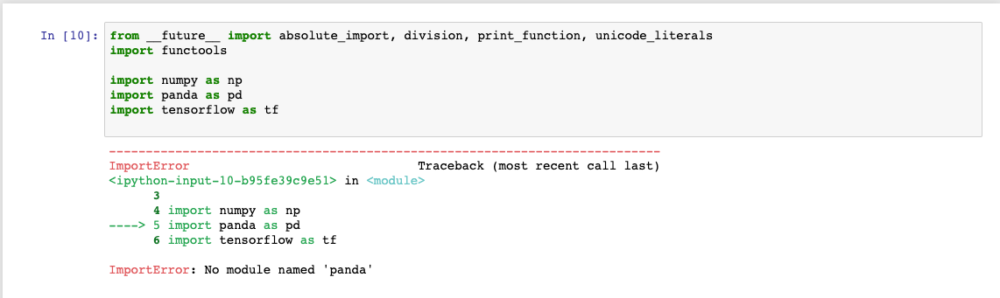 In [10]: from __future__ import absolute_import, division, print_function, unicode_literals
import functools
import numpy as np
import panda as pd
import tensorflow as tf
---------------------------------------------------------------------------
ImportError Traceback (most recent call last)
<ipython-input-10-b95fe39c9e51> in <module>
3
4 import numpy as np
----> 5 import panda as pd
6 import tensorflow as tf
ImportError: No module named 'panda'